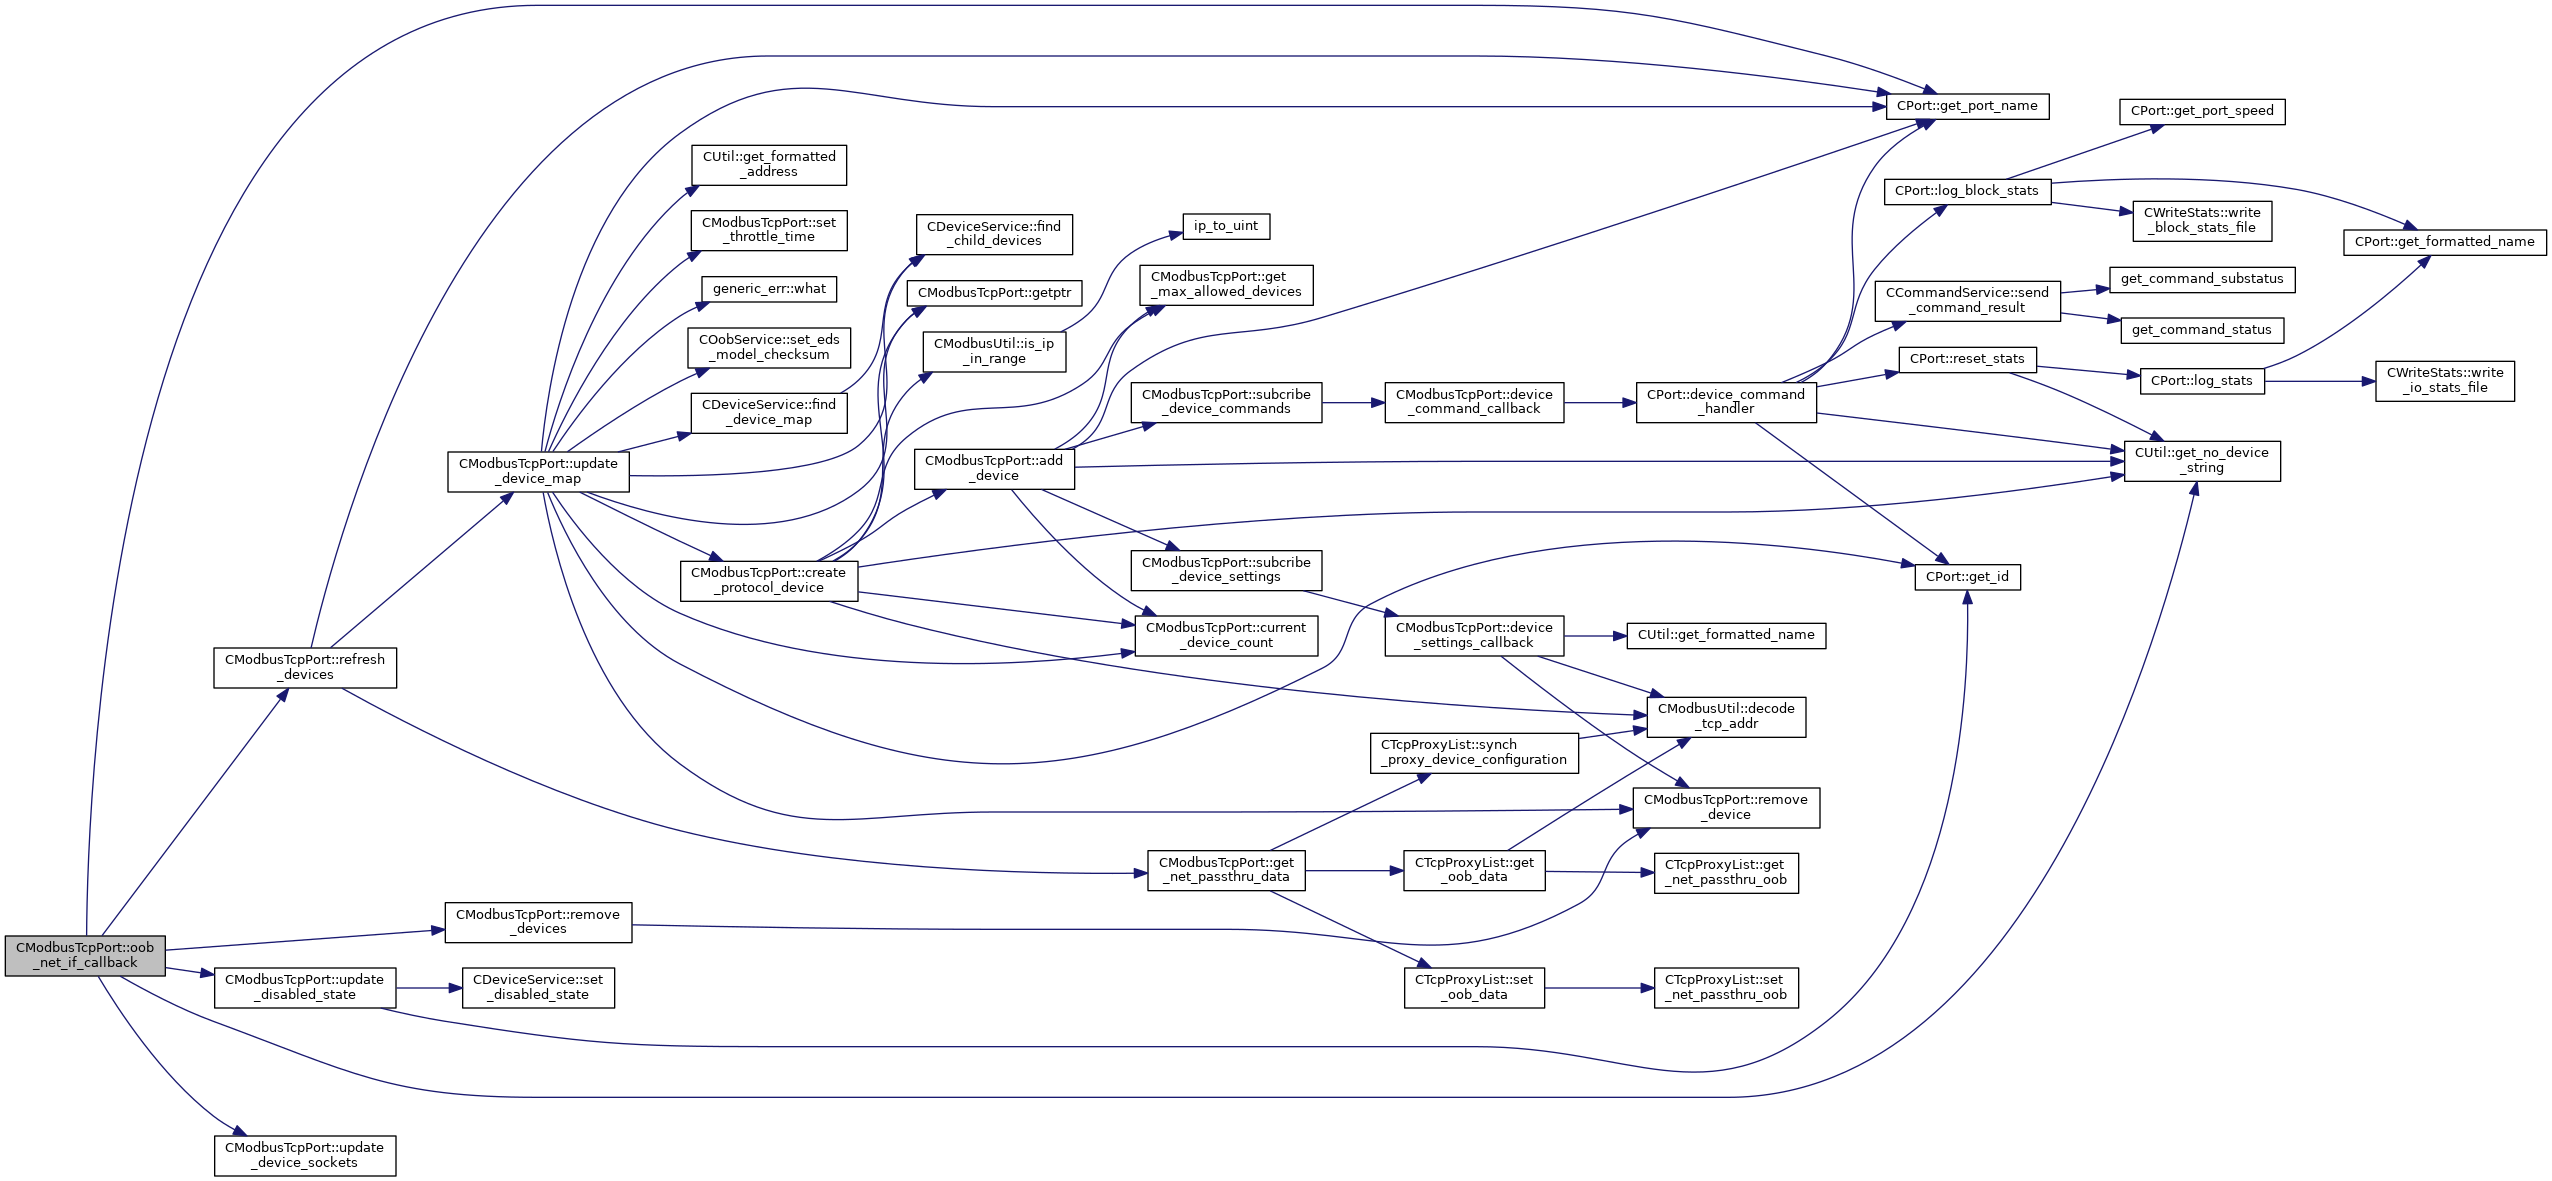 CModbusTcpPort::oob
_net_if_callback
CModbusTcpPort::refresh
_devices
CModbusTcpPort::update
_disabled_state
CModbusTcpPort::update
_device_sockets
CModbusTcpPort::update
_device_map
CModbusTcpPort::remove
_devices
CDeviceService::set
_disabled_state
CUtil::get_formatted
_address
CModbusTcpPort::set
_throttle_time
generic_err::what
COobService::set_eds
_model_checksum
CDeviceService::find
_device_map
CModbusTcpPort::create
_protocol_device
CDeviceService::find
_child_devices
CModbusTcpPort::getptr
CModbusUtil::is_ip
_in_range
CModbusTcpPort::add
_device
ip_to_uint
CModbusTcpPort::get
_max_allowed_devices
CModbusTcpPort::subcribe
_device_commands
CModbusTcpPort::subcribe
_device_settings
CModbusTcpPort::current
_device_count
CModbusTcpPort::get
_net_passthru_data
CModbusTcpPort::device
_command_callback
CModbusTcpPort::device
_settings_callback
CTcpProxyList::synch
_proxy_device_configuration
CTcpProxyList::get
_oob_data
CTcpProxyList::set
_oob_data
CPort::device_command
_handler
CUtil::get_formatted_name
CModbusUtil::decode
_tcp_addr
CModbusTcpPort::remove
_device
CTcpProxyList::get
_net_passthru_oob
CTcpProxyList::set
_net_passthru_oob
CPort::get_port_name
CPort::log_block_stats
CCommandService::send
_command_result
CPort::reset_stats
CPort::get_id
CPort::get_port_speed
CWriteStats::write
_block_stats_file
get_command_substatus
get_command_status
CPort::log_stats
CUtil::get_no_device
_string
CPort::get_formatted_name
CWriteStats::write
_io_stats_file